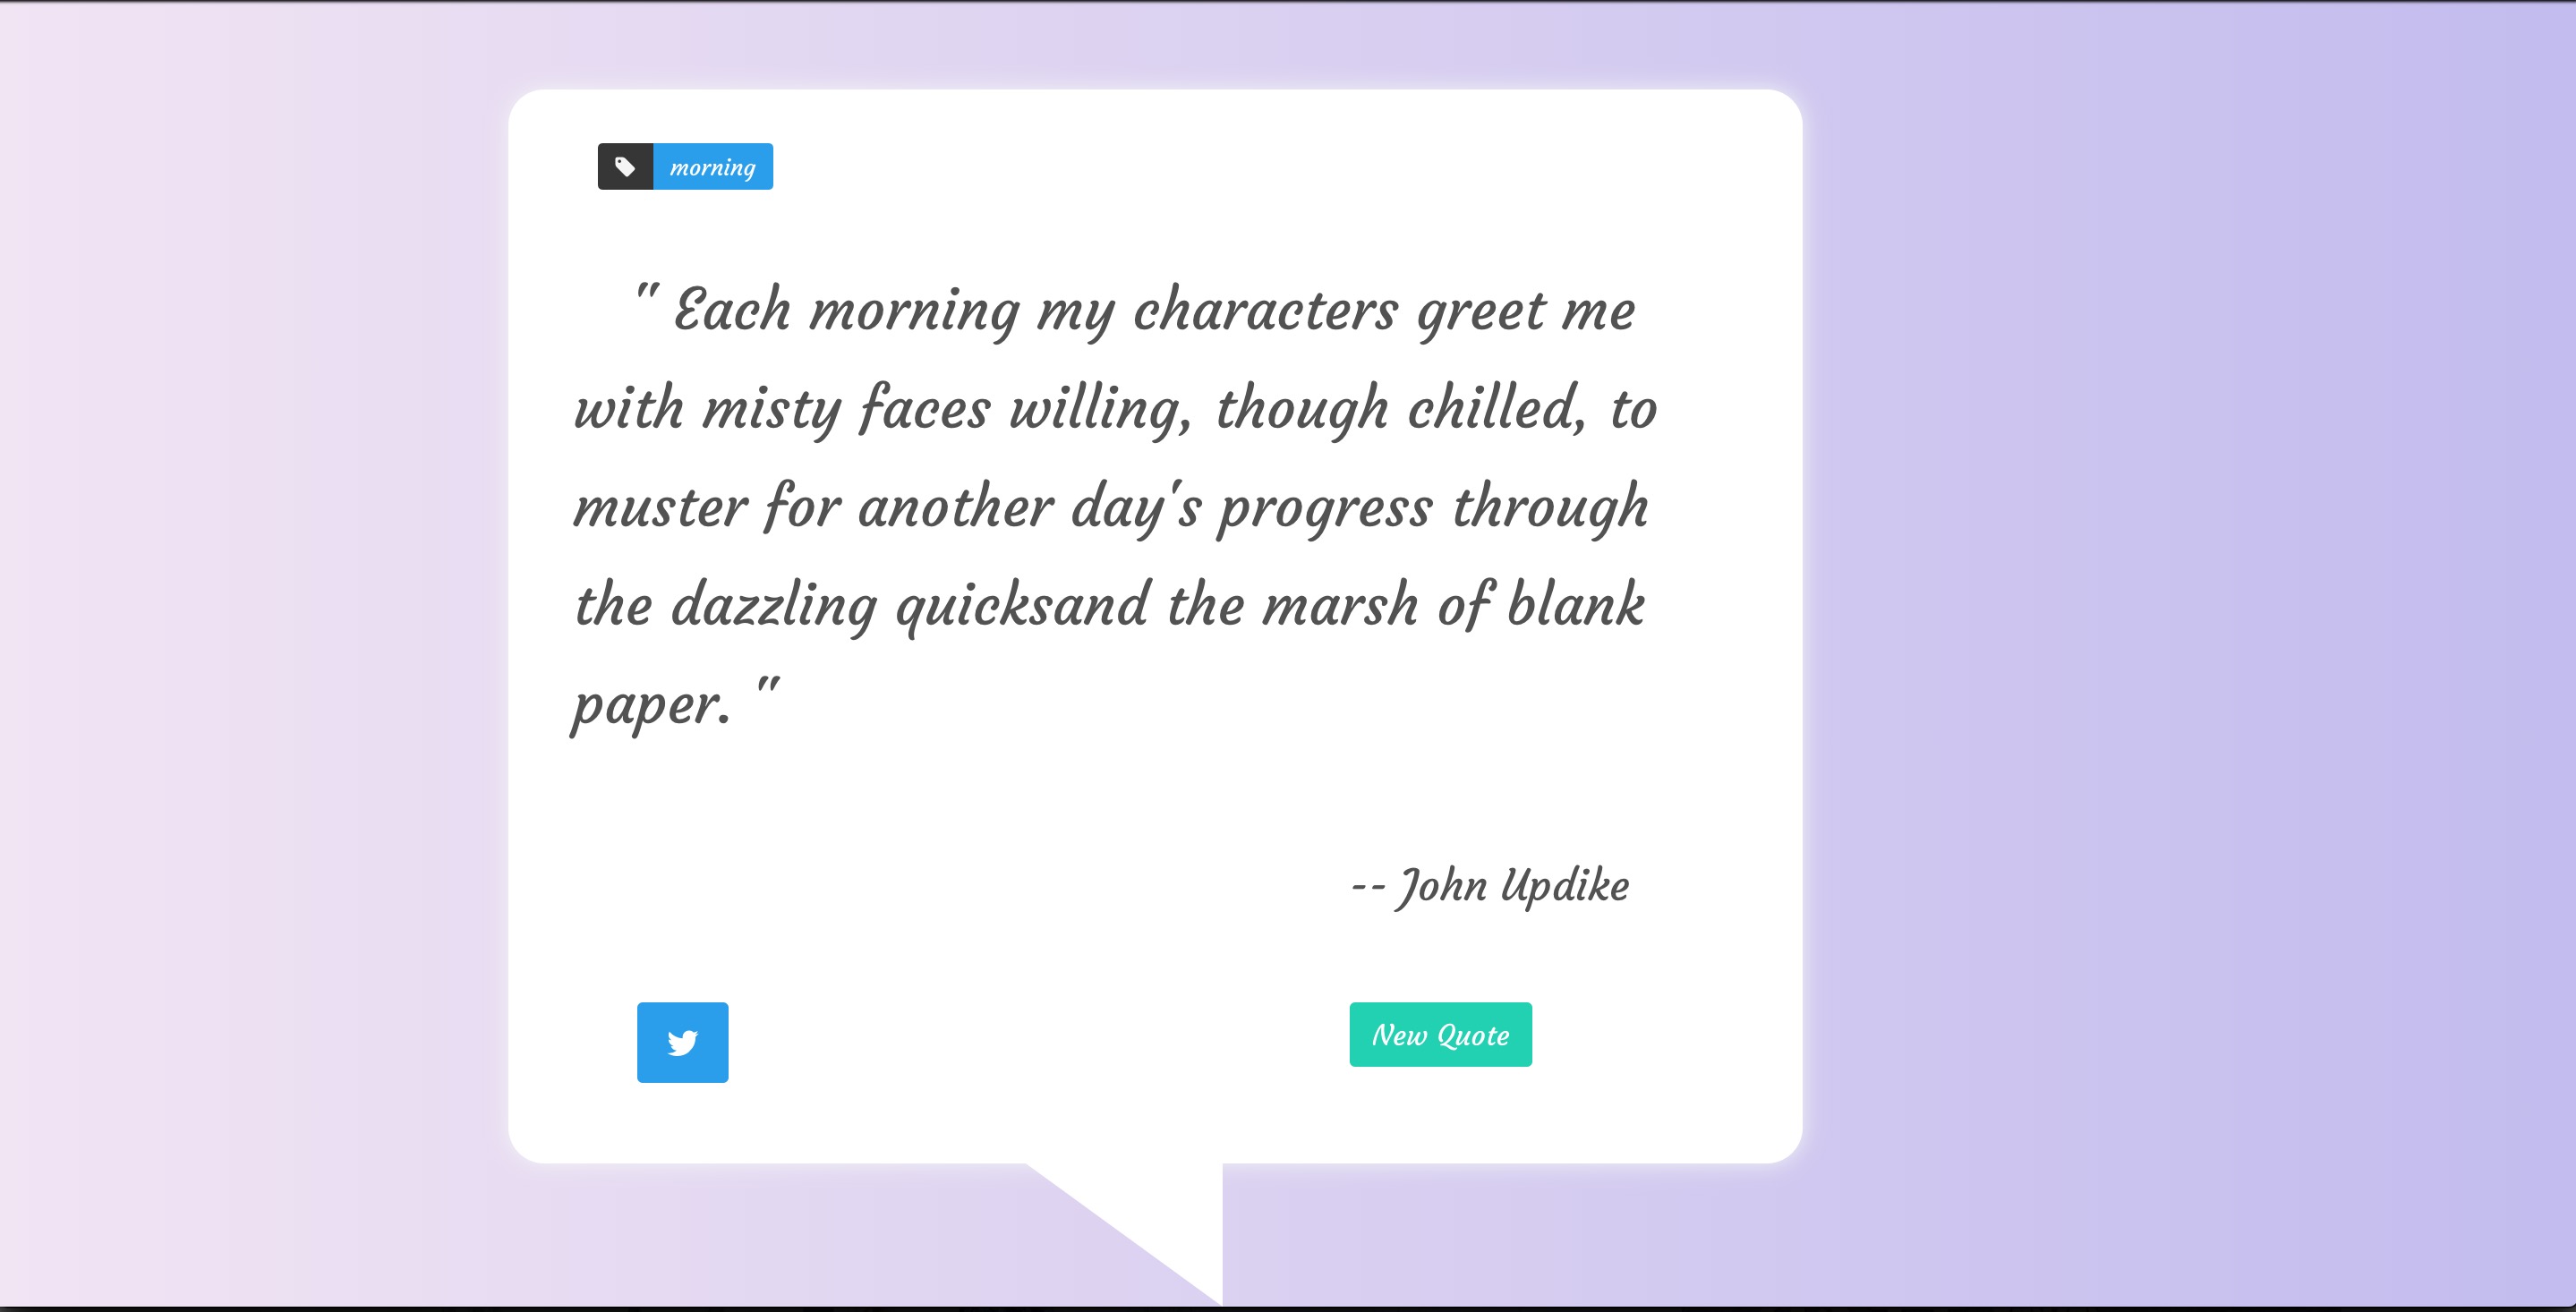 morning
" Each morning my characters greet me
with misty faces willing, though chilled, to
muster for another day's progress through
the dazzling quicksand the marsh of blank
paper. "
-- John Updike
New Quote